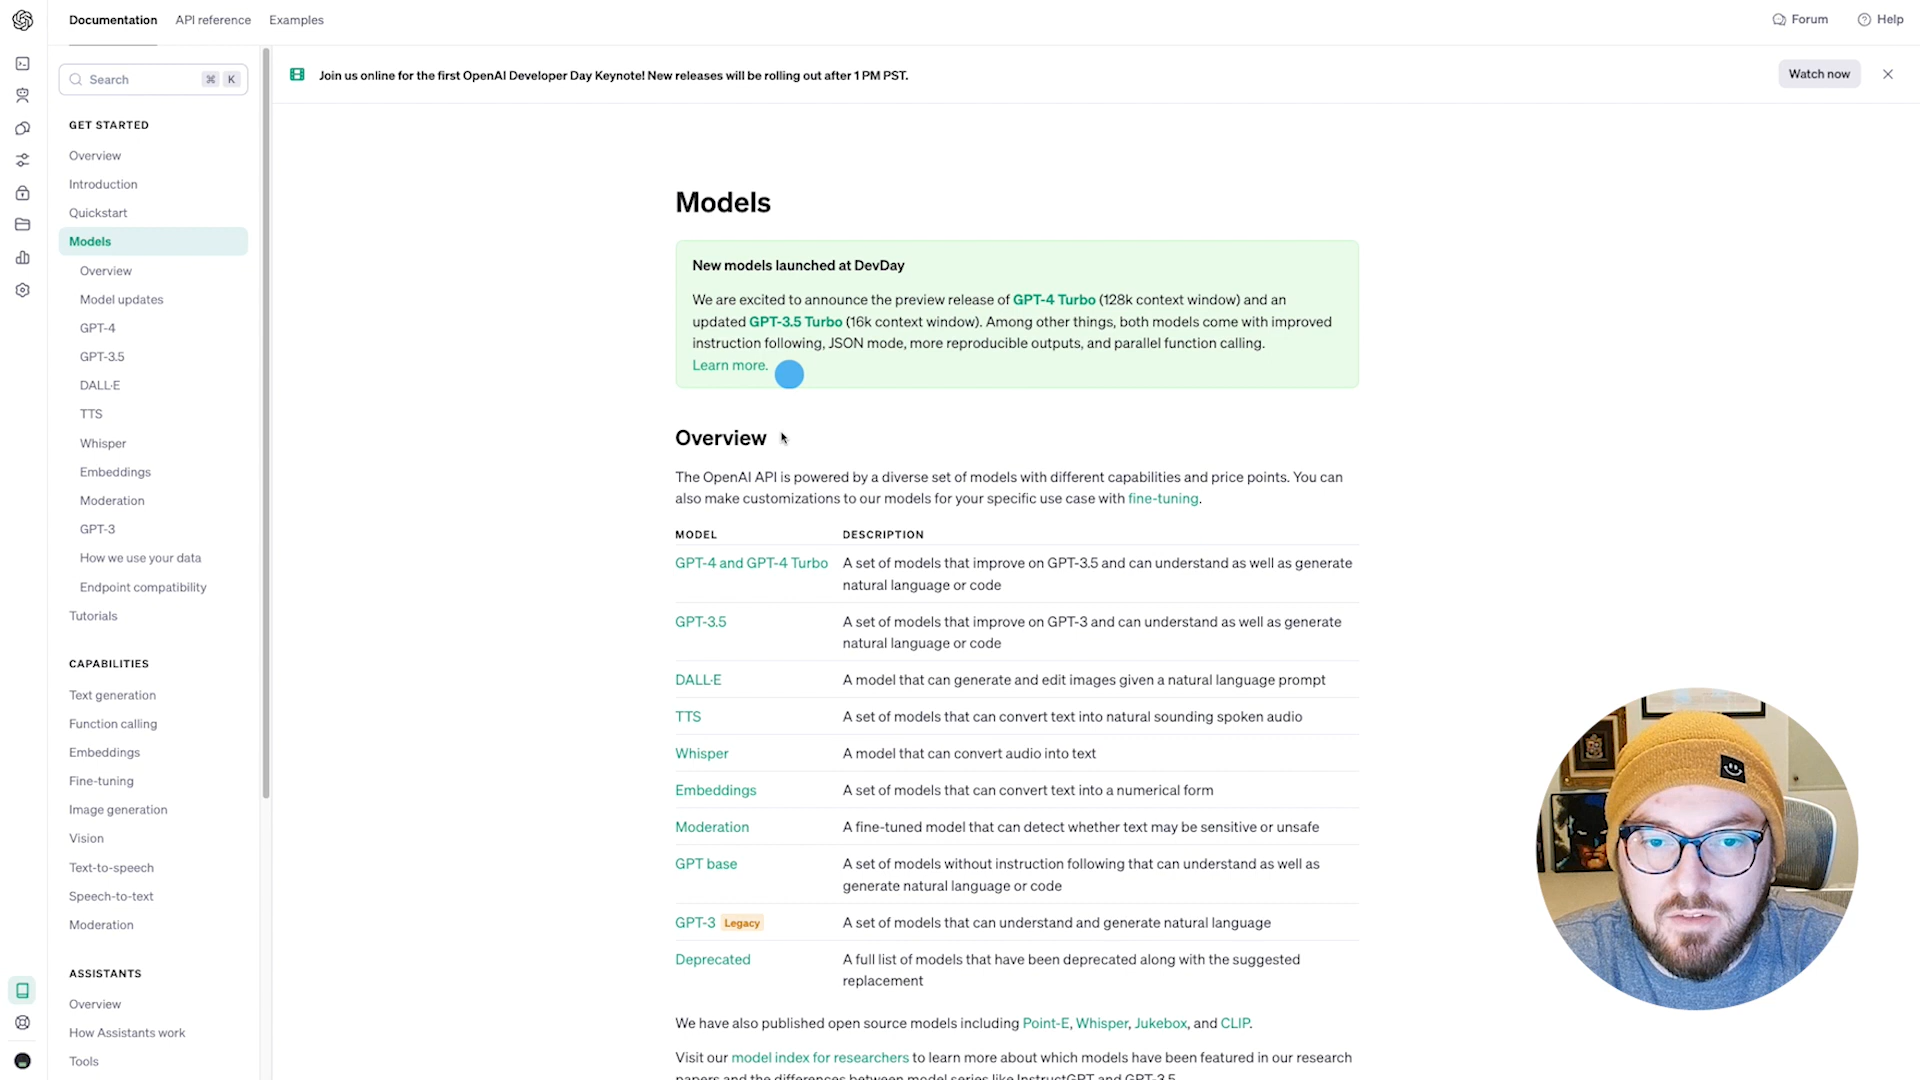 Documentation
API reference
Examples
Forum
Help
Search
⌘ K
Join us online for the first OpenAI Developer Day Keynote! New releases will be rolling out after 1 PM PST.
Watch now
GET STARTED
Overview
Introduction
Quickstart
Models
Overview
Model updates
GPT-4
GPT-3.5
DALL·E
TTS
Whisper
Embeddings
Moderation
GPT-3
How we use your data
Endpoint compatibility
Tutorials
CAPABILITIES
Text generation
Function calling
Embeddings
Fine-tuning
Image generation
Vision
Text-to-speech
Speech-to-text
Moderation
ASSISTANTS
Overview
How Assistants work
Tools
Models
New models launched at DevDay
We are excited to announce the preview release of GPT-4 Turbo (128k context window) and an
updated GPT-3.5 Turbo (16k context window). Among other things, both models come with improved
instruction following, JSON mode, more reproducible outputs, and parallel function calling.
Learn more.
Overview
The OpenAI API is powered by a diverse set of models with different capabilities and price points. You can
also make customizations to our models for your specific use case with fine-tuning.
MODEL DESCRIPTION
GPT-4 and GPT-4 Turbo A set of models that improve on GPT-3.5 and can understand as well as generate
natural language or code
GPT-3.5 A set of models that improve on GPT-3 and can understand as well as generate
natural language or code
DALL·E A model that can generate and edit images given a natural language prompt
TTS A set of models that can convert text into natural sounding spoken audio
Whisper A model that can convert audio into text
Embeddings A set of models that can convert text into a numerical form
Moderation A fine-tuned model that can detect whether text may be sensitive or unsafe
GPT base A set of models without instruction following that can understand as well as
generate natural language or code
GPT-3 Legacy A set of models that can understand and generate natural language
Deprecated A full list of models that have been deprecated along with the suggested
replacement
We have also published open source models including Point-E, Whisper, Jukebox, and CLIP.
Visit our model index for researchers to learn more about which models have been featured in our research
papers and the differences between model series like InstructGPT and GPT-3.5.